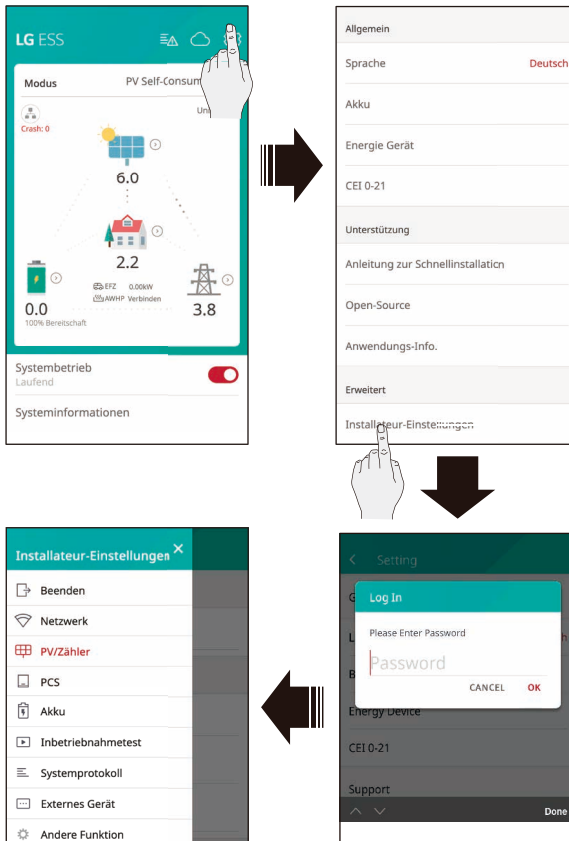 LG ESS
Modus PV Self-Consum
Crash: 0
6.0
2.2
EFZ 0.00kW
AWHP Verbinden
0.0
100% Bereitschaft
3.8
Systembetrieb
Laufend
Systeminformationen
Allgemein
Sprache Deutsch
Akku
Energie Gerät
CEI 0-21
Unterstützung
Anleitung zur Schnellinstallation
Open-Source
Anwendungs-Info.
Erweitert
Installateur-Einstellungen
Setting
Log In
Please Enter Password
Password
CANCEL OK
Energy Device
CEI 0-21
Support
Done
Installateur-Einstellungen
Beenden
Netzwerk
PV/Zähler
PCS
Akku
Inbetriebnahmetest
Systemprotokoll
Externes Gerät
Andere Funktion